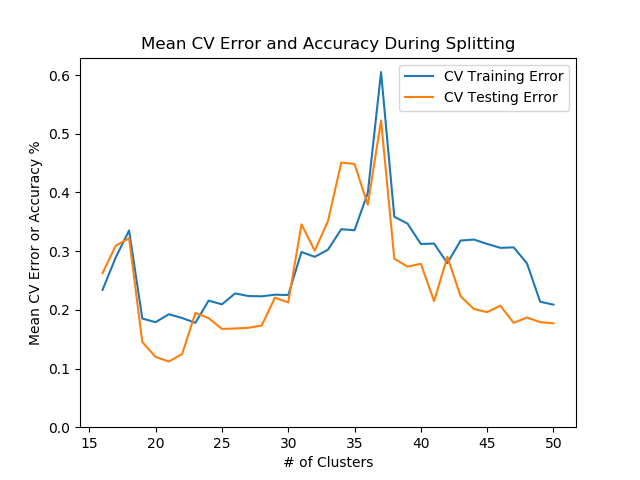 Mean CV Error and Accuracy During Splitting
CV Training Error
CV Testing Error
Mean CV Error or Accuracy %
0.6
0.5
0.4
0.3
0.2
0.1
0.0
15 20 25 30 35 40 45 50
# of Clusters